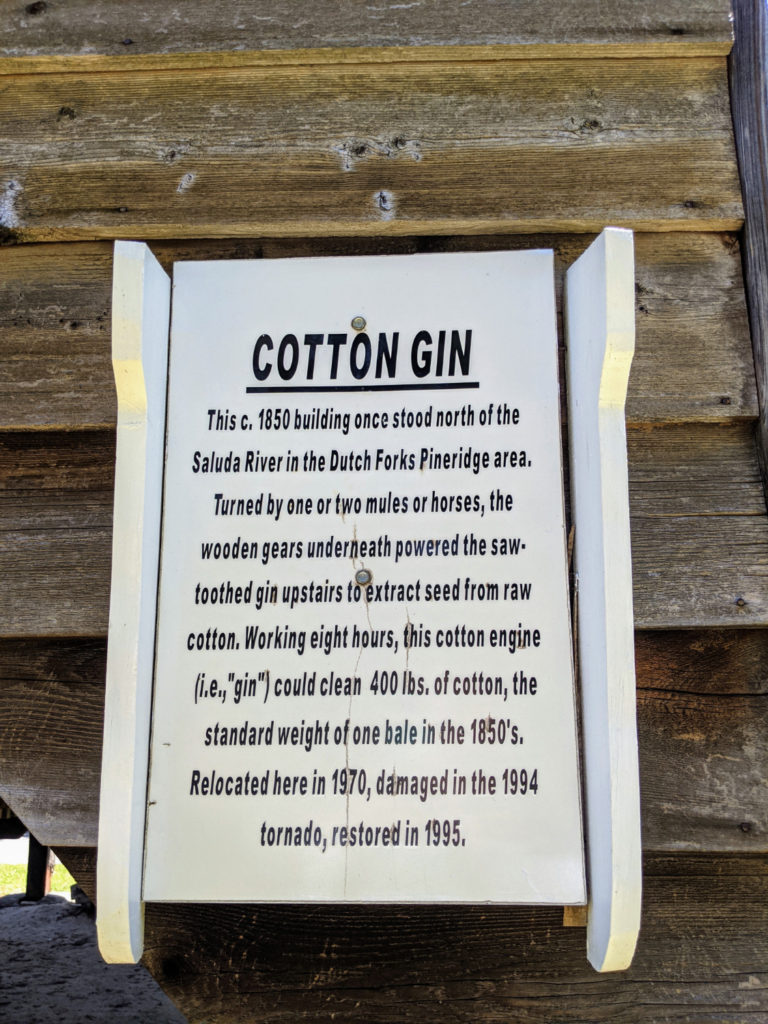 COTTON GIN
This c. 1850 building once stood north of the
Saluda River in the Dutch Forks Pineridge area.
Turned by one or two mules or horses, the
wooden gears underneath powered the saw-
toothed gin upstairs to extract seed from raw
cotton. Working eight hours, this cotton engine
(i.e.,"gin") could clean 400 lbs. of cotton, the
standard weight of one bale in the 1850's.
Relocated here in 1970, damaged in the 1994
tornado, restored in 1995.